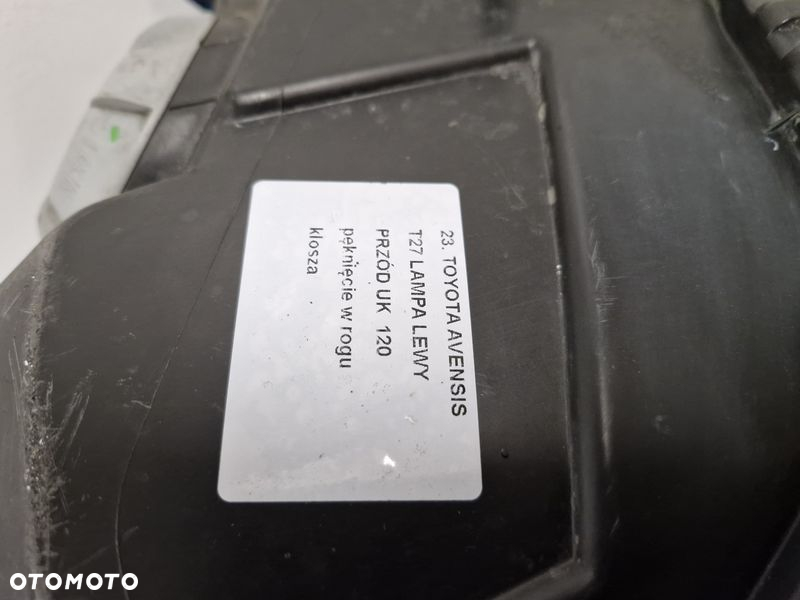 23. TOYOTA AVENSIS
T27 LAMPA LEWY
PRZÓD UK 120
pęknięcie w rogu
klosza
OTOMOTO